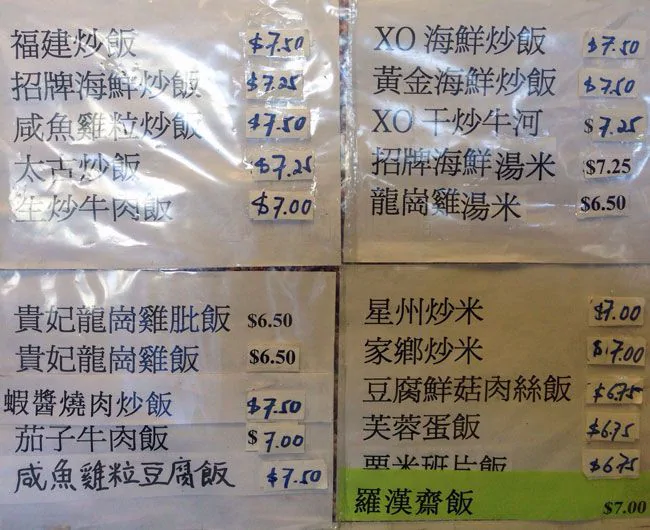 福建炒飯 $7.50
招牌海鮮炒飯 $7.25
咸魚雞粒炒飯 $7.50
太古炒飯 $7.25
生炒牛肉飯 $7.00
XO 海鮮炒飯 $7.50
黃金海鮮炒飯 $7.50
XO 干炒牛河 $7.25
招牌海鮮湯米 $7.25
龍崗雞湯米 $6.50
貴妃龍崗雞肶飯 $6.50
貴妃龍崗雞飯 $6.50
蝦醬燒肉炒飯 $7.50
茄子牛肉飯 $7.00
咸魚雞粒豆腐飯 $7.50
星州炒米 $7.00
家鄉炒米 $7.00
豆腐鮮菇肉絲飯 $6.75
芙蓉蛋飯 $6.75
粟米班片飯 $6.75
羅漢齋飯 $7.00